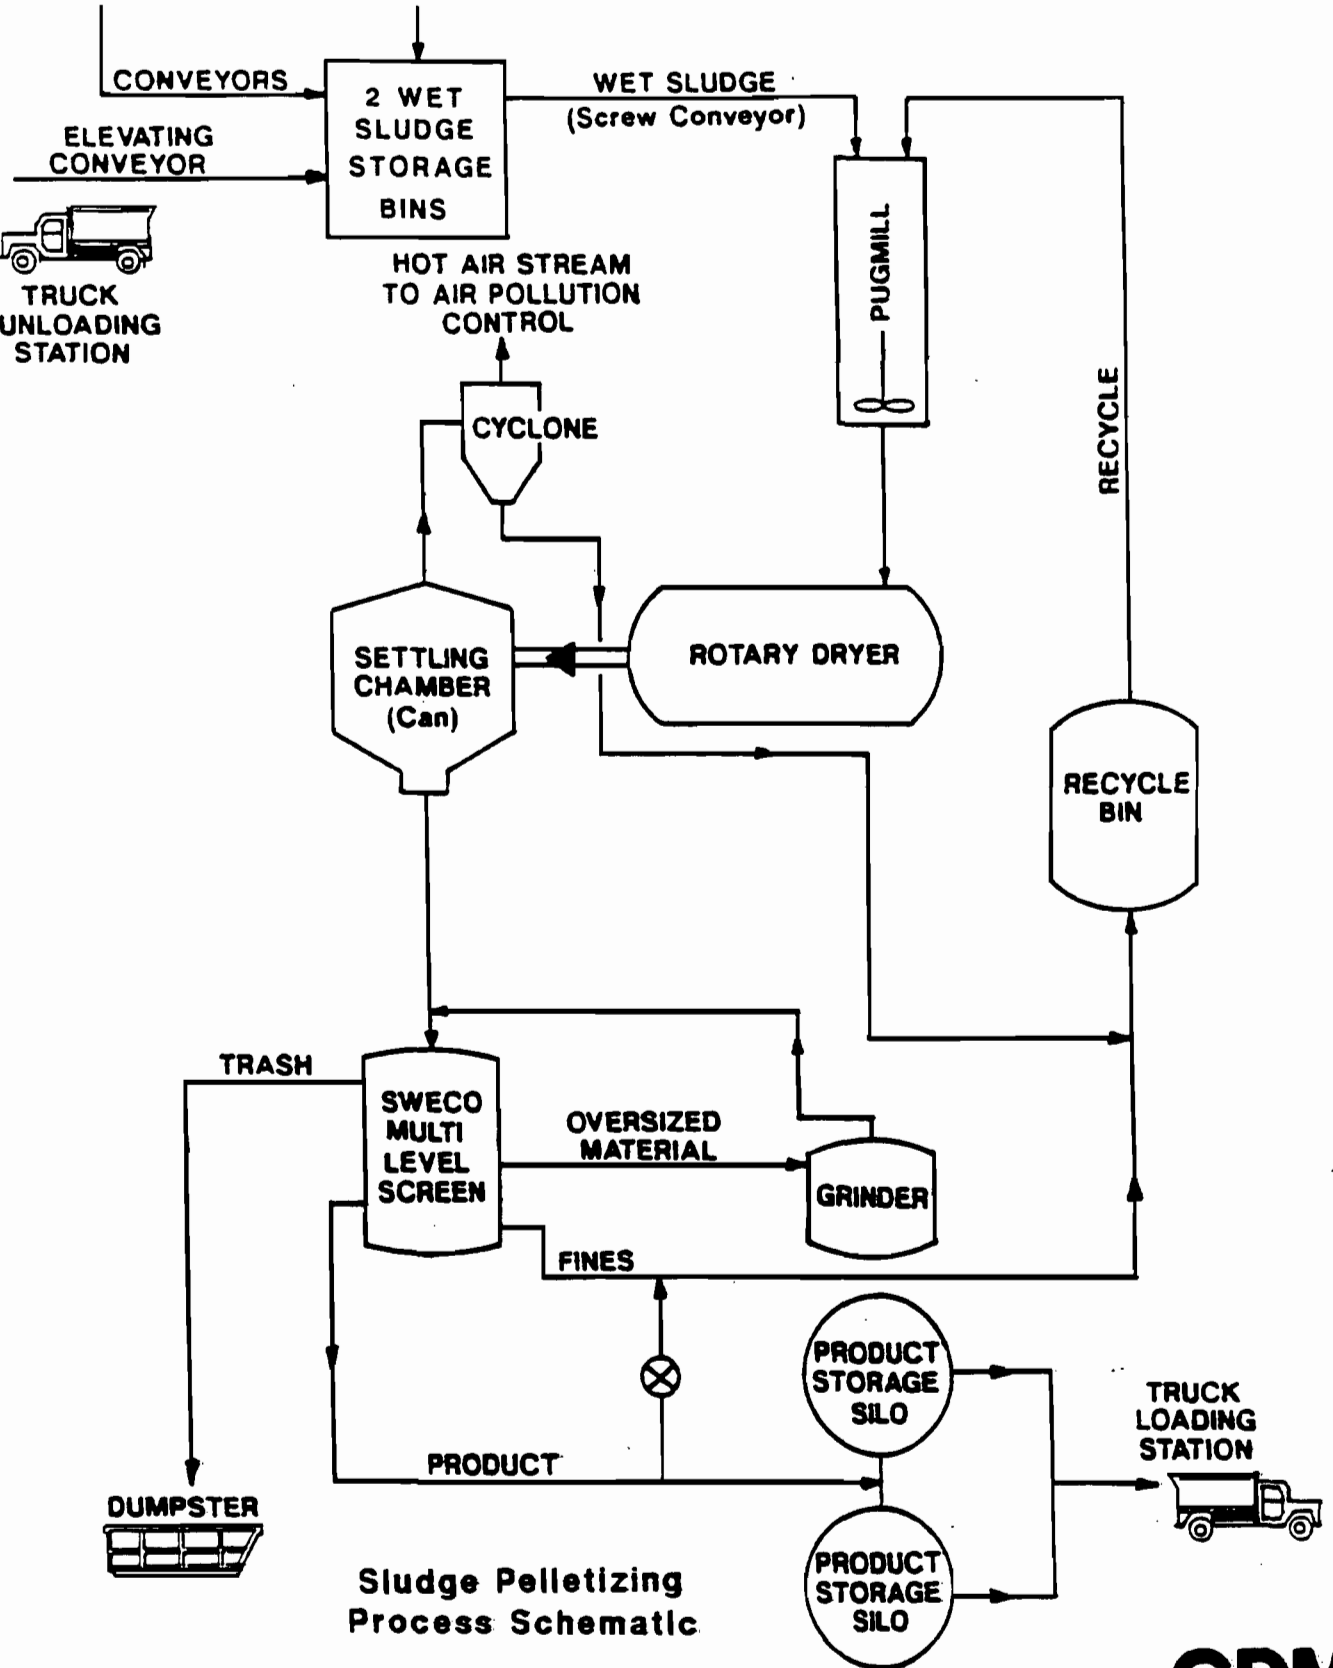 CONVEYORS
2 WET
SLUDGE
STORAGE
BINS
WET SLUDGE
(Screw Conveyor)
ELEVATING
CONVEYOR
TRUCK
UNLOADING
STATION
HOT AIR STREAM
TO AIR POLLUTION
CONTROL
PUGMILL
RECYCLE
CYCLONE
SETTLING
CHAMBER
(Can)
ROTARY DRYER
RECYCLE
BIN
TRASH
SWECO
MULTI
LEVEL
SCREEN
OVERSIZED
MATERIAL
GRINDER
FINES
PRODUCT
STORAGE
SILO
TRUCK
LOADING
STATION
PRODUCT
DUMPSTER
PRODUCT
STORAGE
SILO
Sludge Pelletizing
Process Schematic